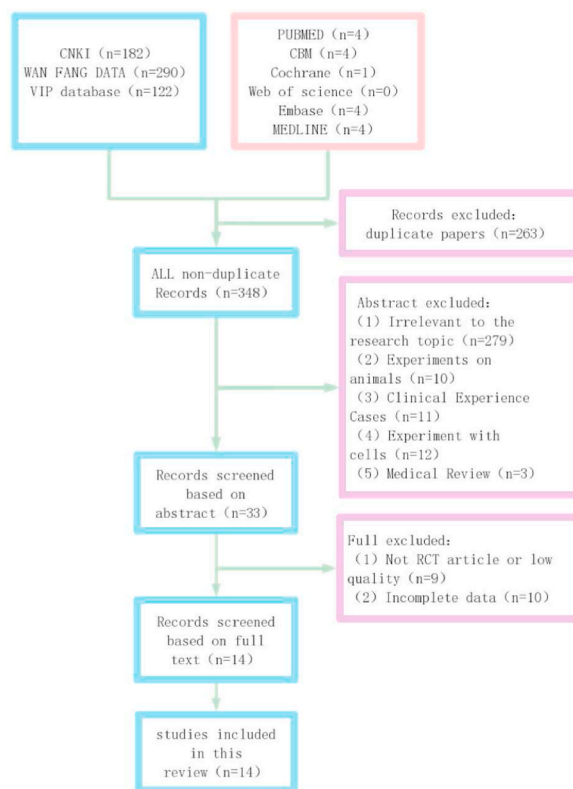 CNKI (n=182)
WAN FANG DATA(n=290)
VIP database(n=122)
PUBMED(n=4)
CBM(n=4)
Cochrane(n=1)
Web of science(n=0)
Embase(n=4)
MEDLINE(n=4)
Records excluded:
duplicate papers (n=263)
ALL non-duplicate
Records (n=348)
Abstract excluded:
(1) Irrelevant to the
research topic (n=279)
(2) Experiments on
animals (n=10)
(3) Clinical Experience
Cases (n=11)
(4) Experiment with
cells (n=12)
(5) Medical Review (n=3)
Records screened
based on
abstract (n=33)
Full excluded:
(1) Not RCT article or low
quality (n=9)
(2) Incomplete data (n=10)
Records screened
based on full
text (n=14)
studies included
in this
review (n=14)